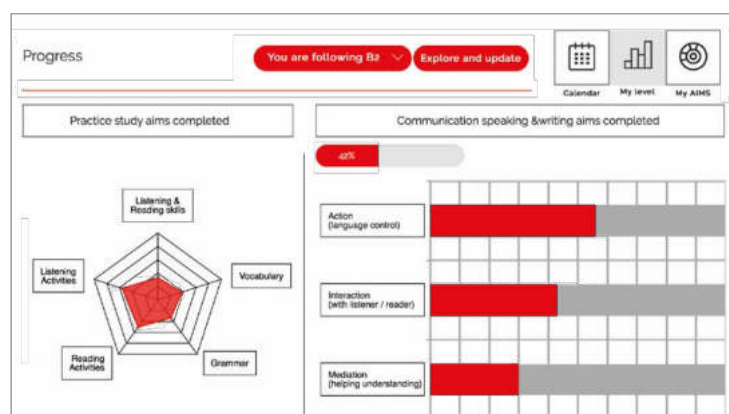 Progress
You are following B2
Explore and update
Calendar
My level
My AIMS
Practice study aims completed
Communication speaking &writing aims completed
42%
Listening &
Reading skills
Listening
Activities
Vocabulary
Reading
Activities
Grammar
Action
(language control)
Interaction
(with listener / reader)
Mediation
(helping understanding)